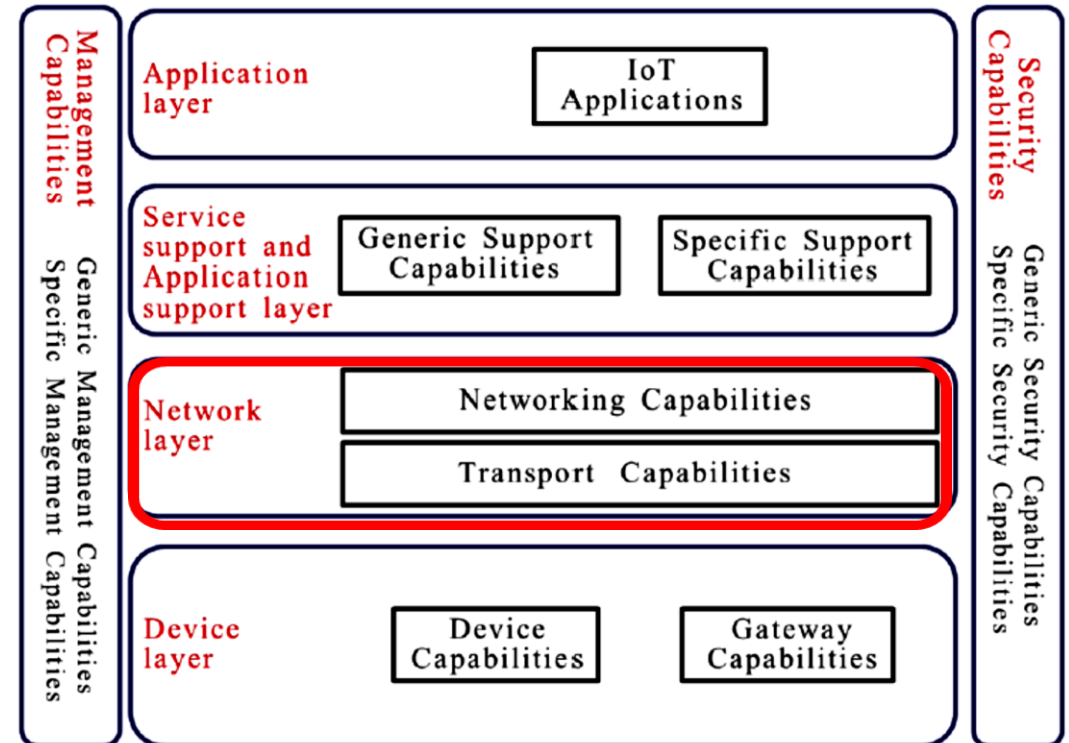 Management
Capabilities
Generic Management Capabilities
Specific Management Capabilities
Application
layer
IoT
Applications
Service
support and
Application
support layer
Generic Support
Capabilities
Specific Support
Capabilities
Network
layer
Networking Capabilities
Transport Capabilities
Device
layer
Device
Capabilities
Gateway
Capabilities
Security
Capabilities
Generic Security Capabilities
Specific Security Capabilities